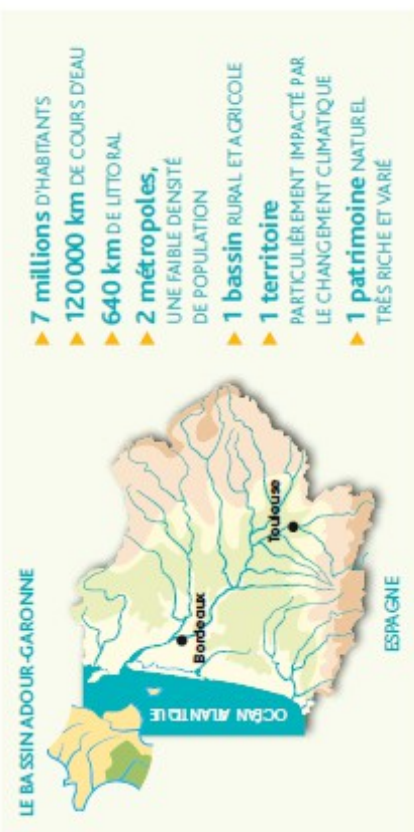 LE BASSIN ADOUR-GARONNE
OCÉAN ATLANTIQUE
Bordeaux
Toulouse
ESPAGNE
▶ 7 millions D'HABITANTS
▶ 120 000 km DE COURS D'EAU
▶ 640 km DE LITTORAL
▶ 2 métropoles,
UNE FAIBLE DENSITÉ
DE POPULATION
▶ 1 bassin RURAL ET AGRICOLE
▶ 1 territoire
PARTICULIÈREMENT IMPACTÉ PAR
LE CHANGEMENT CLIMATIQUE
▶ 1 patrimoine NATUREL
TRÈS RICHE ET VARIÉ